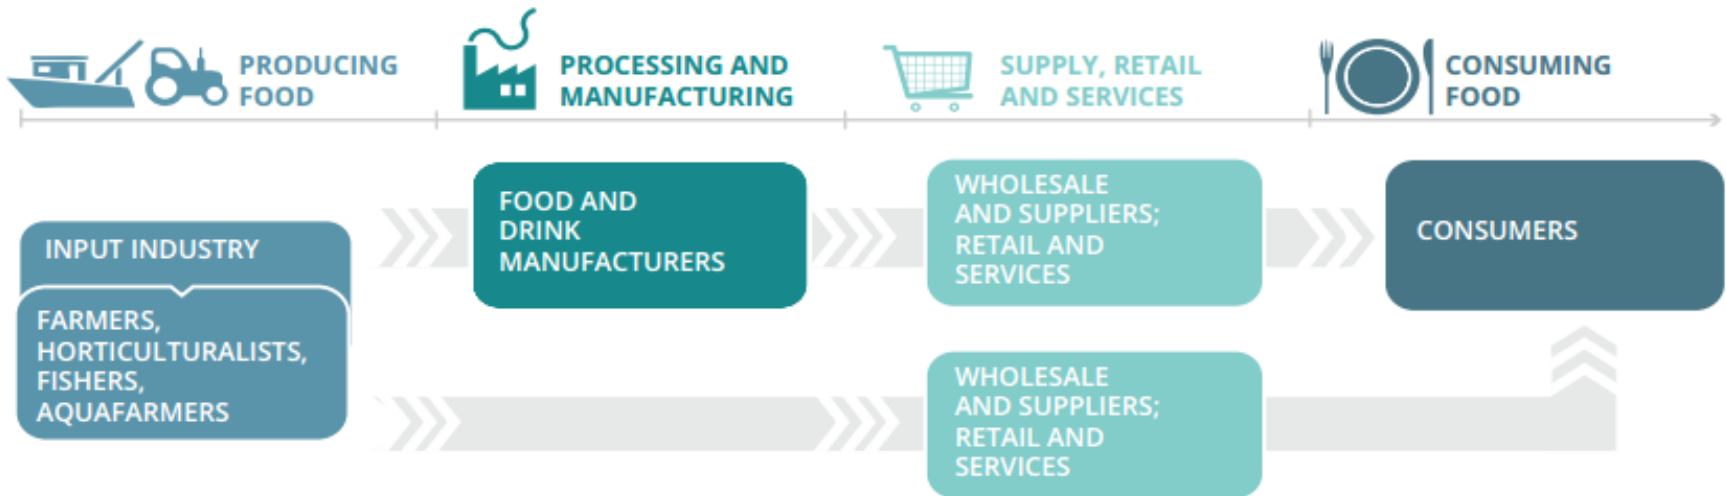 PRODUCING
FOOD
PROCESSING AND
MANUFACTURING
SUPPLY, RETAIL
AND SERVICES
CONSUMING
FOOD
INPUT INDUSTRY
FARMERS,
HORTICULTURALISTS,
FISHERS,
AQUAFARMERS
FOOD AND
DRINK
MANUFACTURERS
WHOLESALE
AND SUPPLIERS;
RETAIL AND
SERVICES
CONSUMERS
WHOLESALE
AND SUPPLIERS;
RETAIL AND
SERVICES